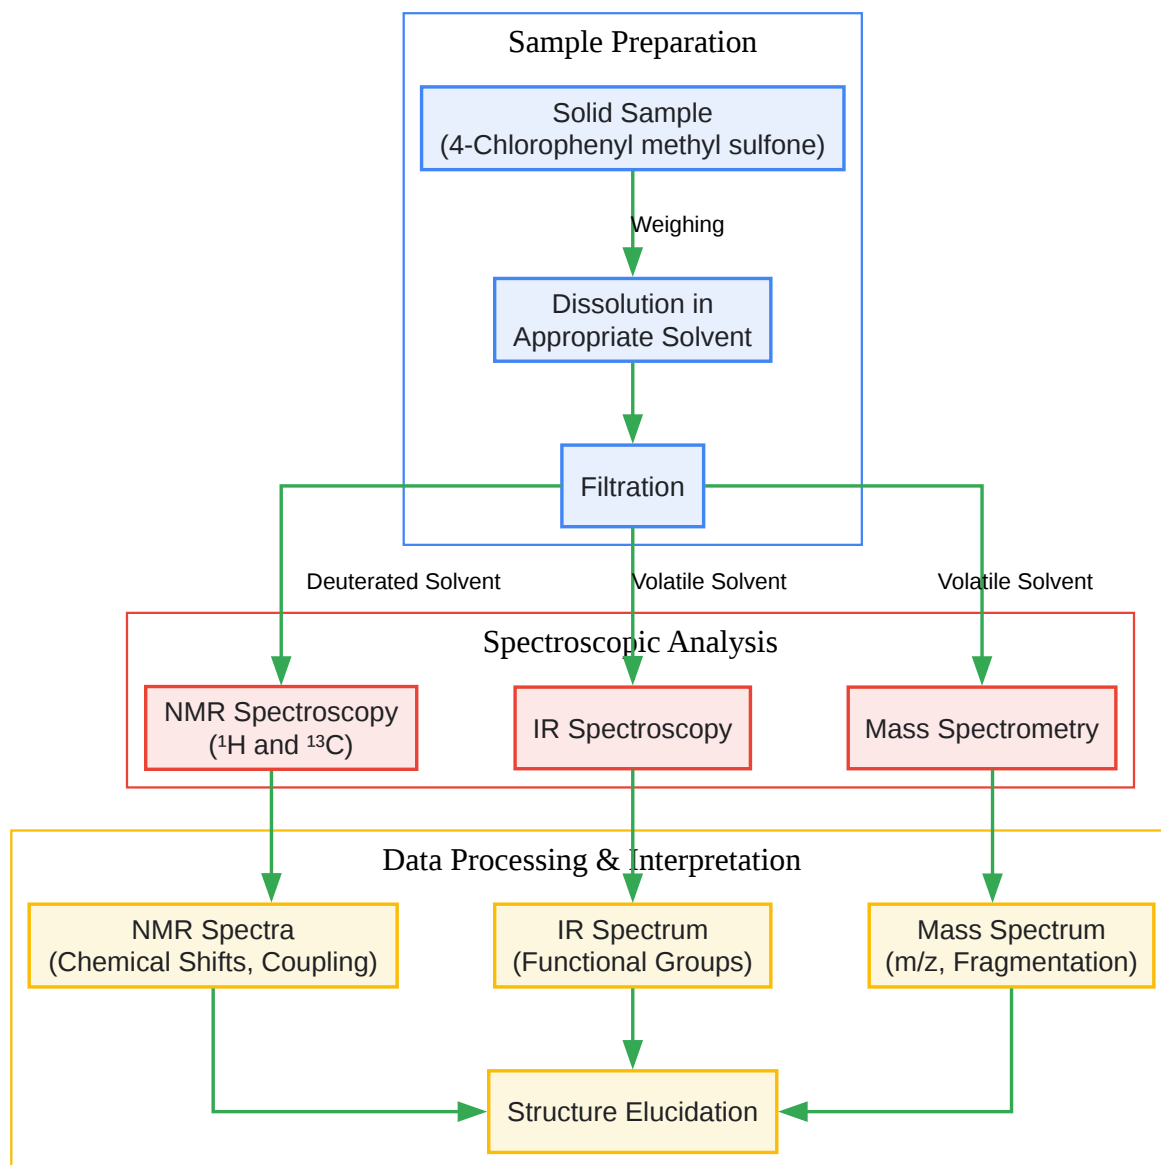 Sample Preparation
Solid Sample
(4-Chlorophenyl methyl sulfone)
Weighing
Dissolution in
Appropriate Solvent
Filtration
Deuterated Solvent
Volatile Solvent
Volatile Solvent
Spectroscopic Analysis
NMR Spectroscopy
(¹H and ¹³C)
IR Spectroscopy
Mass Spectrometry
Data Processing & Interpretation
NMR Spectra
(Chemical Shifts, Coupling)
IR Spectrum
(Functional Groups)
Mass Spectrum
(m/z, Fragmentation)
Structure Elucidation